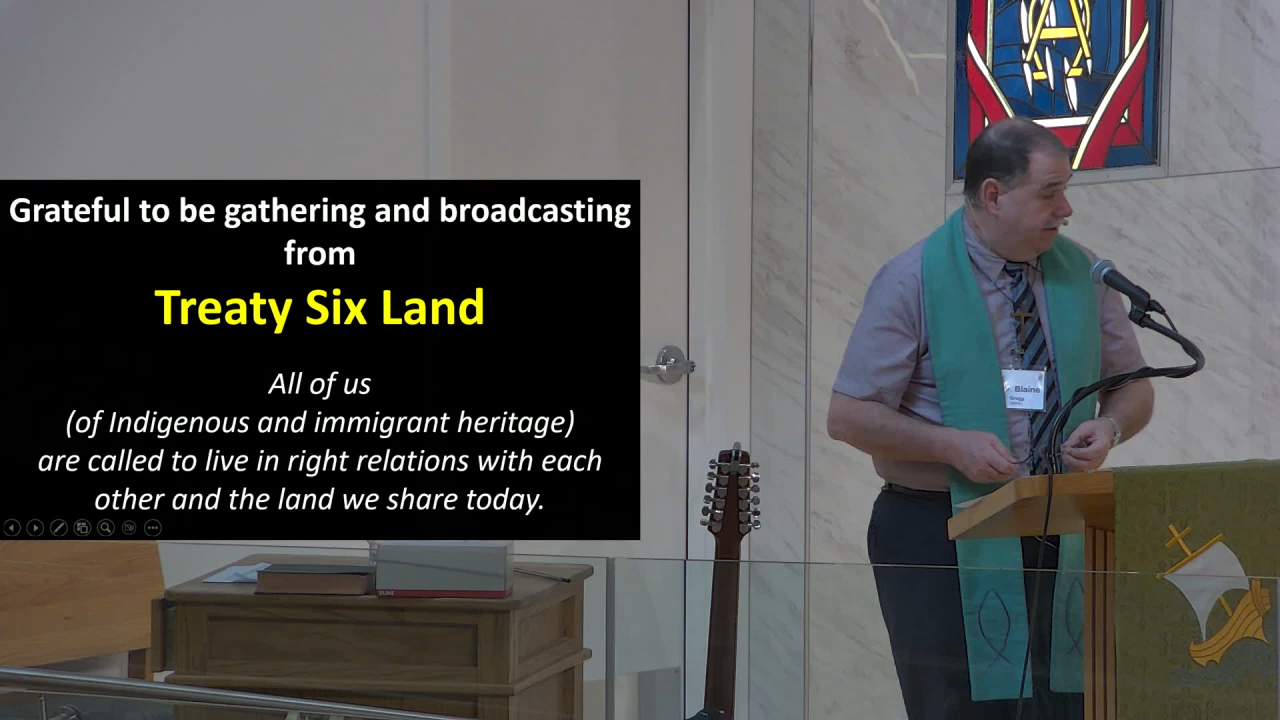 Grateful to be gathering and broadcasting
from
Treaty Six Land
All of us
(of Indigenous and immigrant heritage)
are called to live in right relations with each
other and the land we share today.
Blaine
Gregg